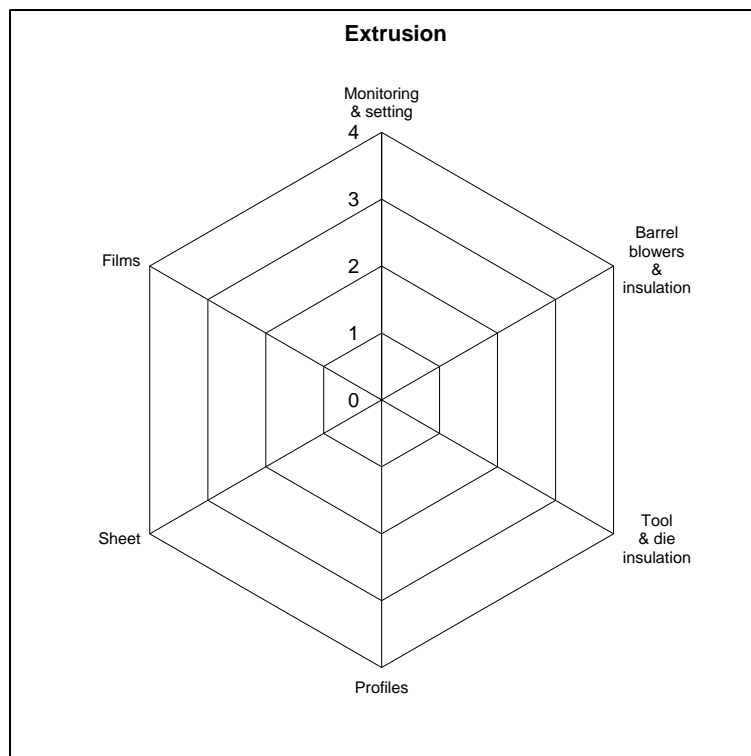 Extrusion
Monitoring
& setting
4
3
2
1
0
Barrel
blowers
&
insulation
Tool
& die
insulation
Profiles
Sheet
Films